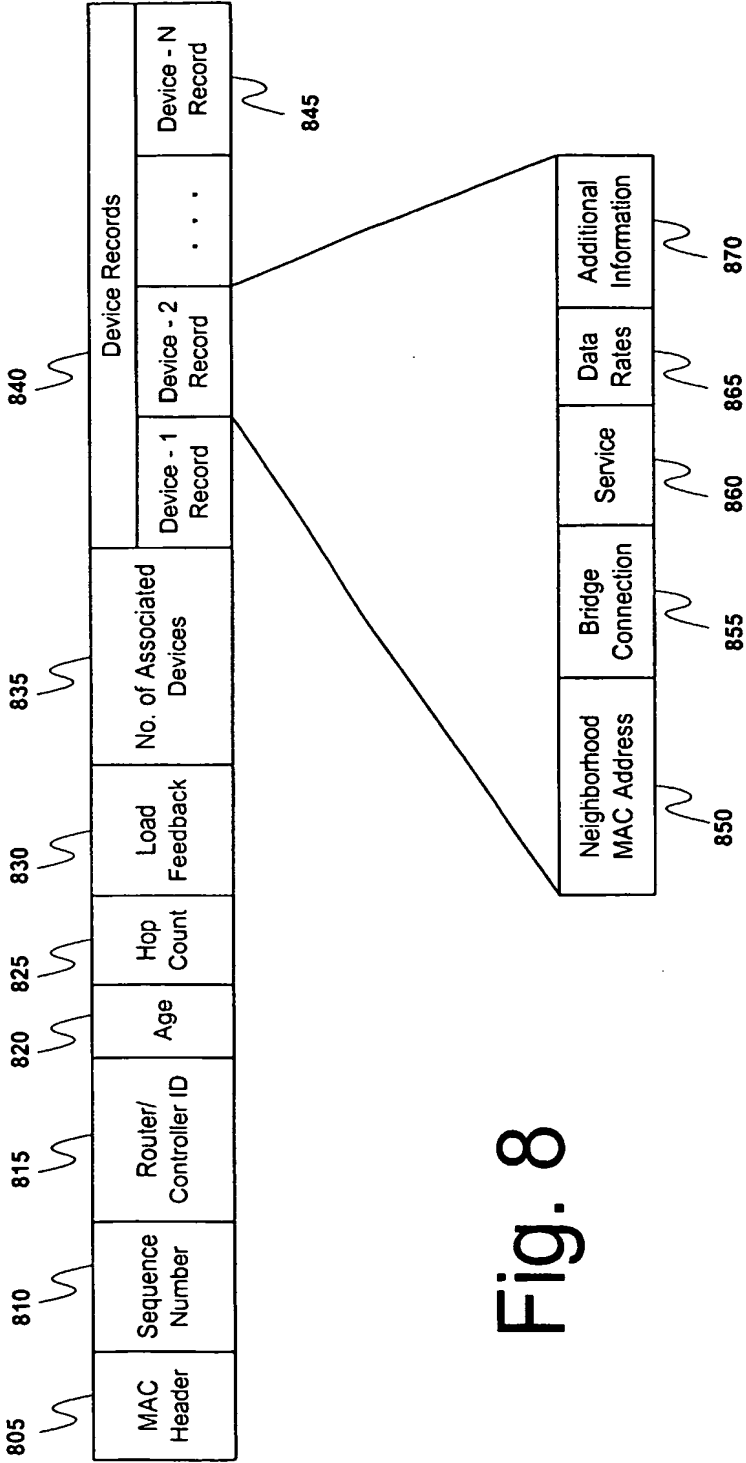 805 810 815 820 825 830 835 840
MAC
Header
Sequence
Number
Router/
Controller ID
Age
Hop
Count
Load
Feedback
No. of Associated
Devices
Device Records
Device - 1
Record
Device - 2
Record
. . .
Device - N
Record
845
Neighborhood
MAC Address
Bridge
Connection
Service
Data
Rates
Additional
Information
850 855 860 865 870
Fig. 8